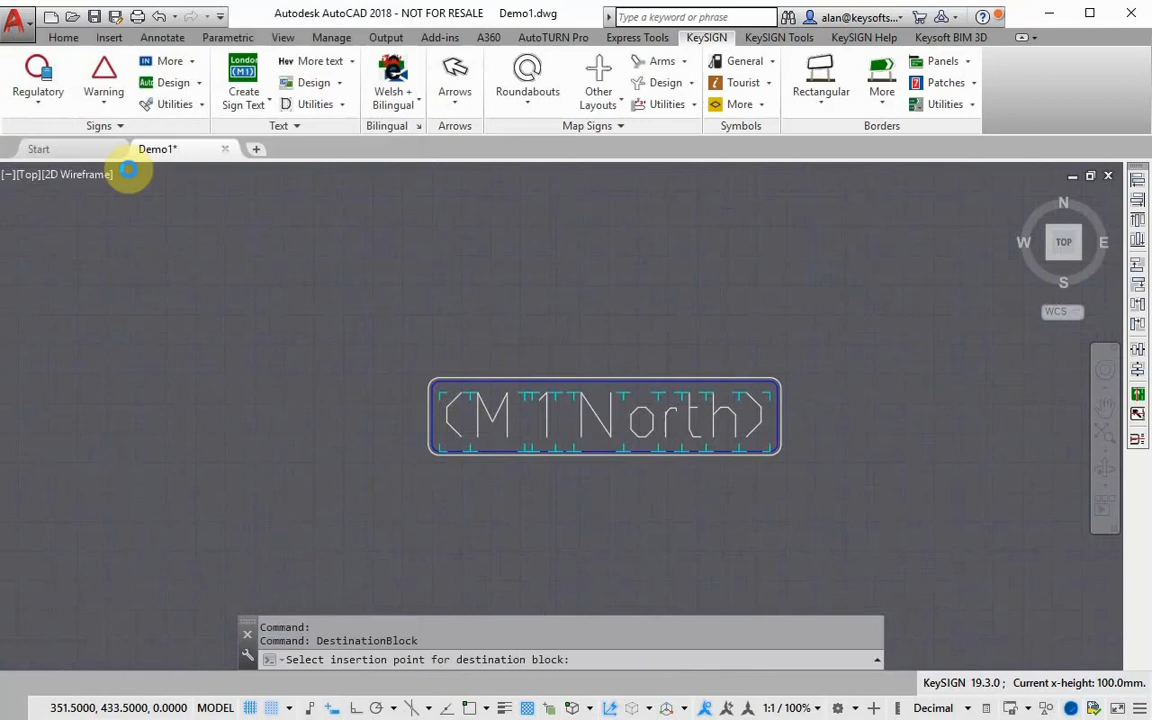 Autodesk AutoCAD 2018 - NOT FOR RESALE Demo1.dwg
Type a keyword or phrase
alan@keysofts...
Home Insert Annotate Parametric View Manage Output Add-ins A360 AutoTURN Pro Express Tools KeySIGN KeySIGN Tools KeySIGN Help Keysoft BIM 3D
Regulatory
Warning
IN More
Auto Design
Utilities
Signs
London
(M1)
Create
Sign Text
Hev More text
Design
Utilities
Text
Welsh +
Bilingual
Bilingual
Arrows
Arrows
Roundabouts
Other
Layouts
Arms
Design
Utilities
Map Signs
General
Tourist
More
Symbols
Rectangular
More
Panels
Patches
Utilities
Borders
Start Demo1*
[−][Top][2D Wireframe]
N
W TOP E
S
WCS
(M 1 North)
Command:
Command: DestinationBlock
Select insertion point for destination block:
KeySIGN 19.3.0 Current x-height: 100.0mm.
351.5000, 433.5000, 0.0000 MODEL 1:1 / 100% Decimal